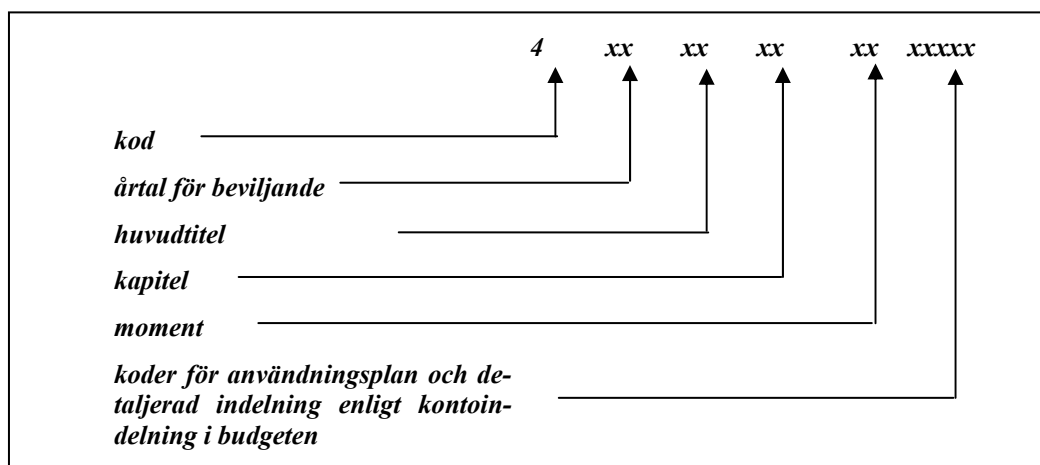 4 xx xx xx xx xxxxx
kod
årtal för beviljande
huvudtitel
kapitel
moment
koder för användningsplan och de-
taljerad indelning enligt kontoin-
delning i budgeten